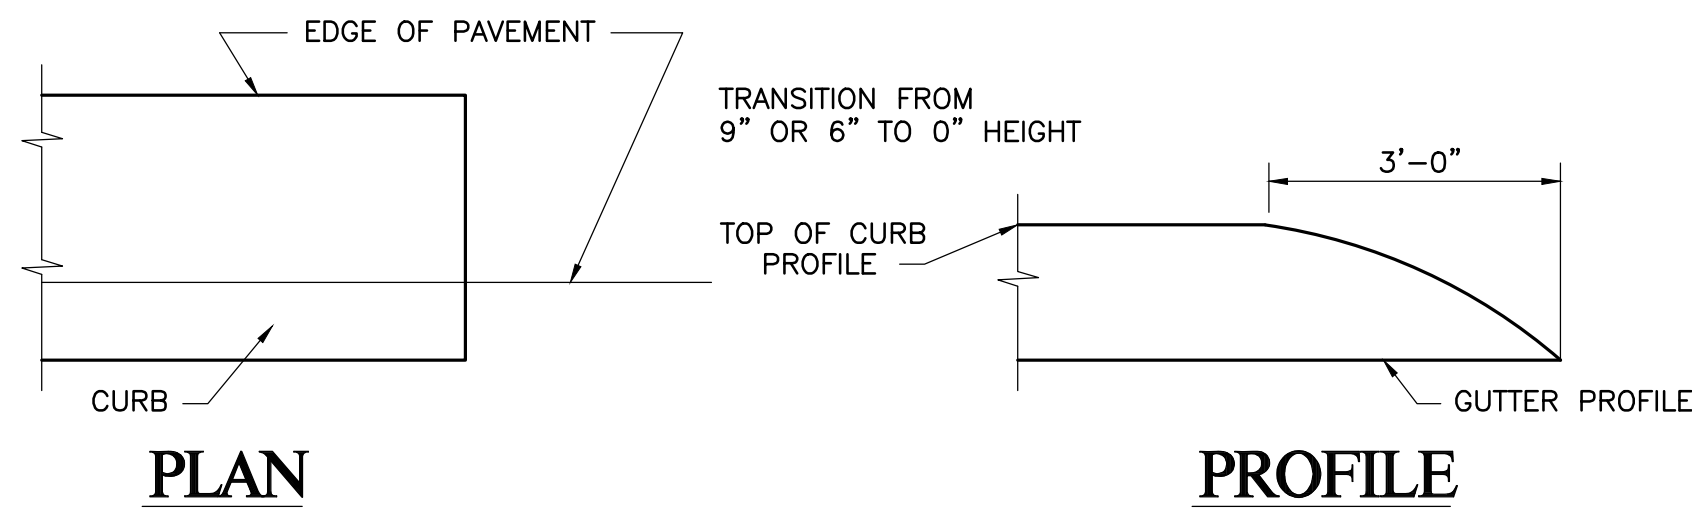 EDGE OF PAVEMENT
TRANSITION FROM
9” OR 6” TO 0” HEIGHT
3’–0”
TOP OF CURB
PROFILE
CURB
GUTTER PROFILE
PLAN
PROFILE